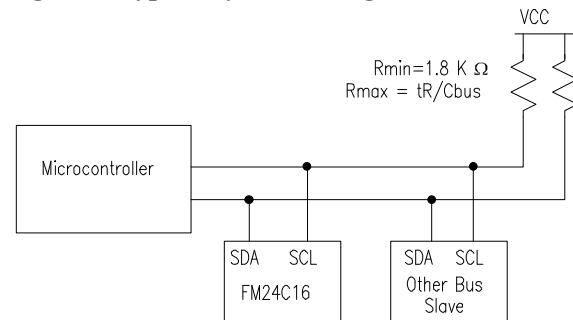 VCC
Rmin=1.8 K Ω
Rmax = tR/Cbus
Microcontroller
SDA SCL
FM24C16
SDA SCL
Other Bus
Slave